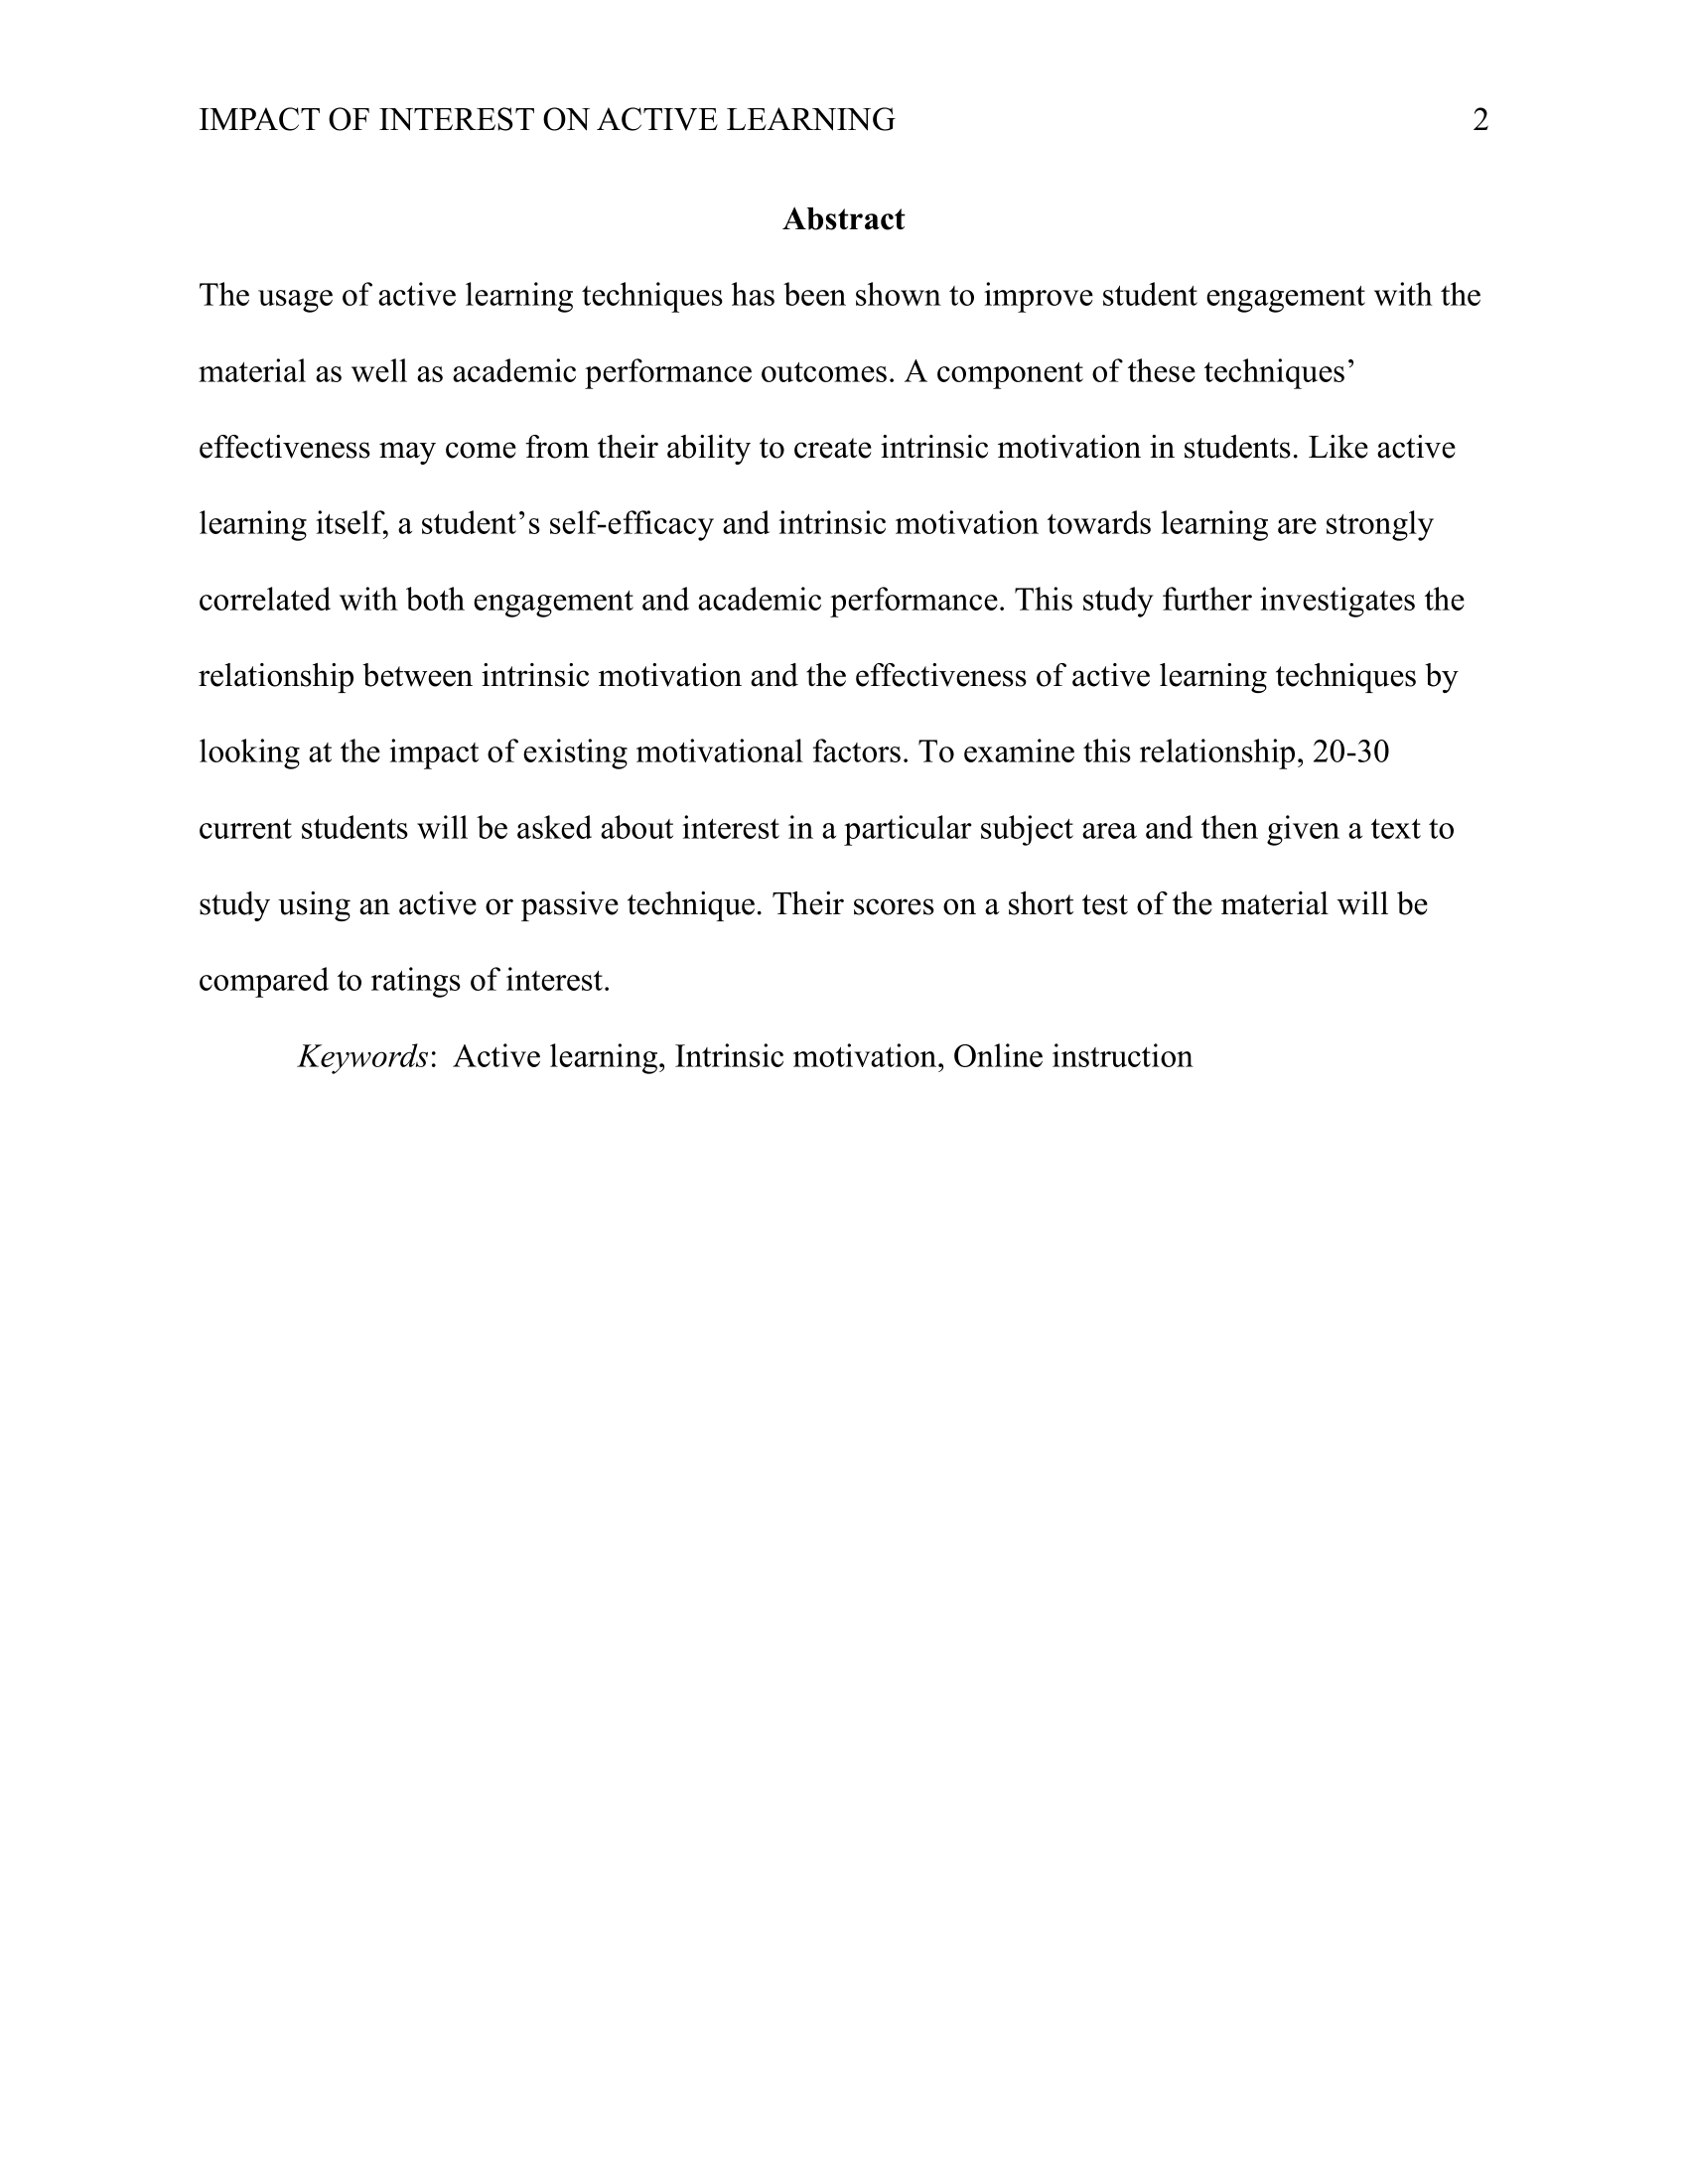 IMPACT OF INTEREST ON ACTIVE LEARNING 2
Abstract
The usage of active learning techniques has been shown to improve student engagement with the
material as well as academic performance outcomes. A component of these techniques’
effectiveness may come from their ability to create intrinsic motivation in students. Like active
learning itself, a student’s self-efficacy and intrinsic motivation towards learning are strongly
correlated with both engagement and academic performance. This study further investigates the
relationship between intrinsic motivation and the effectiveness of active learning techniques by
looking at the impact of existing motivational factors. To examine this relationship, 20-30
current students will be asked about interest in a particular subject area and then given a text to
study using an active or passive technique. Their scores on a short test of the material will be
compared to ratings of interest.
Keywords:  Active learning, Intrinsic motivation, Online instruction